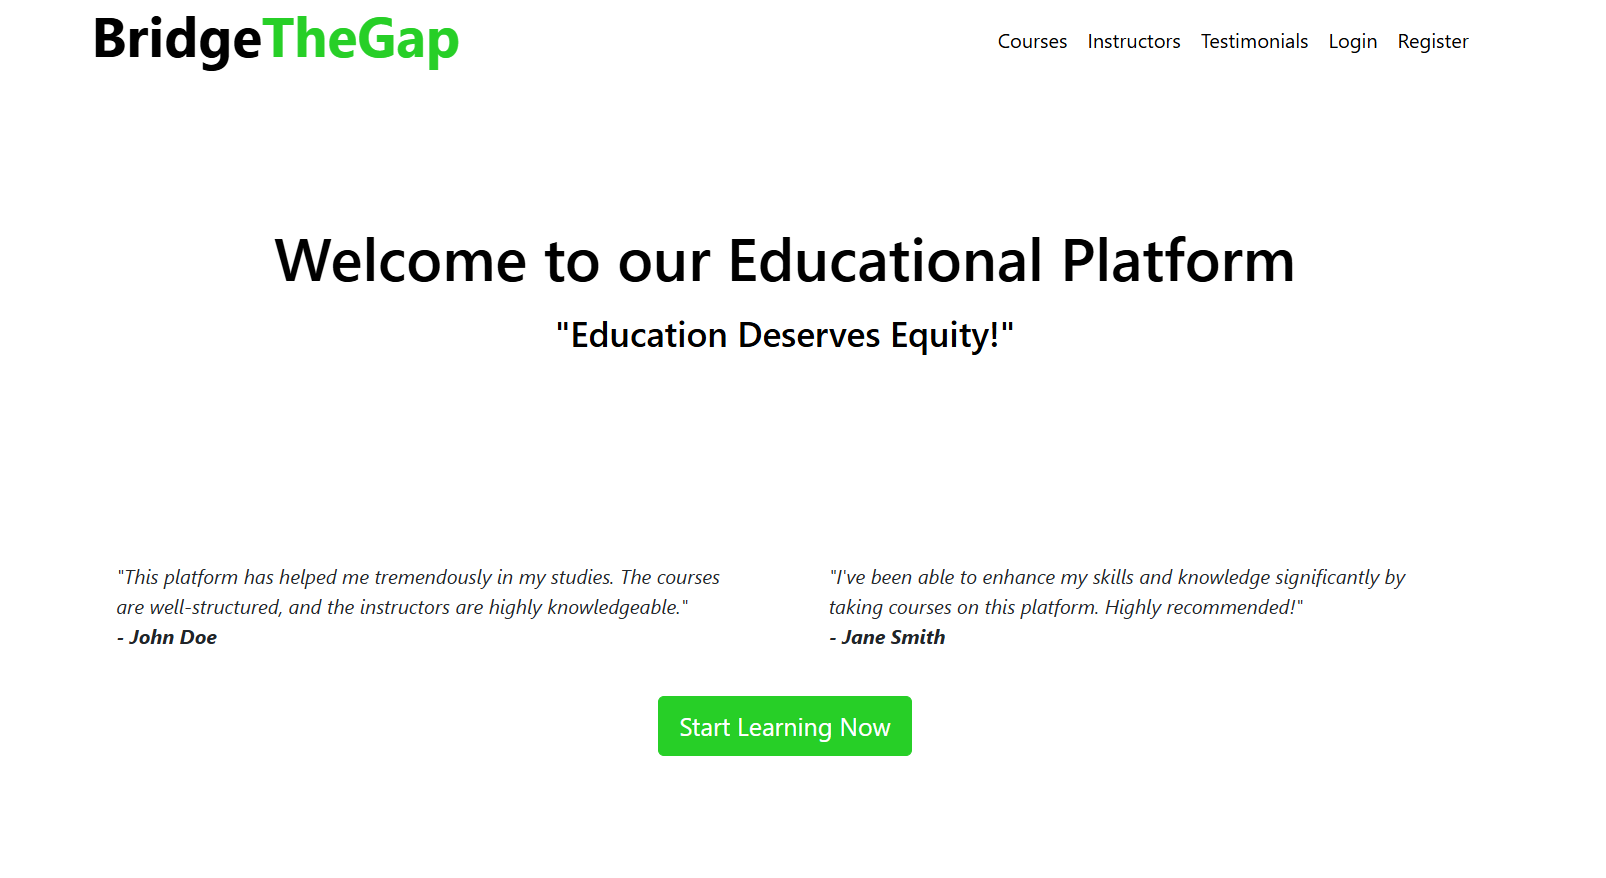 BridgeTheGap
Courses Instructors Testimonials Login Register
Welcome to our Educational Platform
"Education Deserves Equity!"
"This platform has helped me tremendously in my studies. The courses
are well-structured, and the instructors are highly knowledgeable."
- John Doe
"I've been able to enhance my skills and knowledge significantly by
taking courses on this platform. Highly recommended!"
- Jane Smith
Start Learning Now